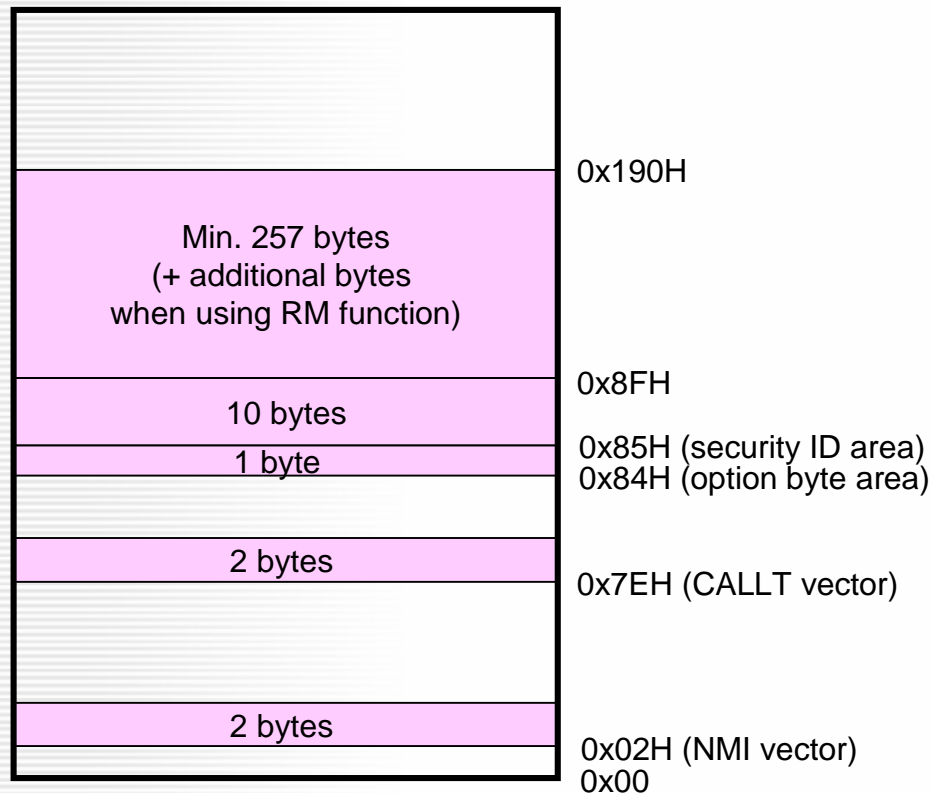 0x190H
Min. 257 bytes
(+ additional bytes
when using RM function)
0x8FH
10 bytes
0x85H (security ID area)
1 byte
0x84H (option byte area)
2 bytes
0x7EH (CALLT vector)
2 bytes
0x02H (NMI vector)
0x00